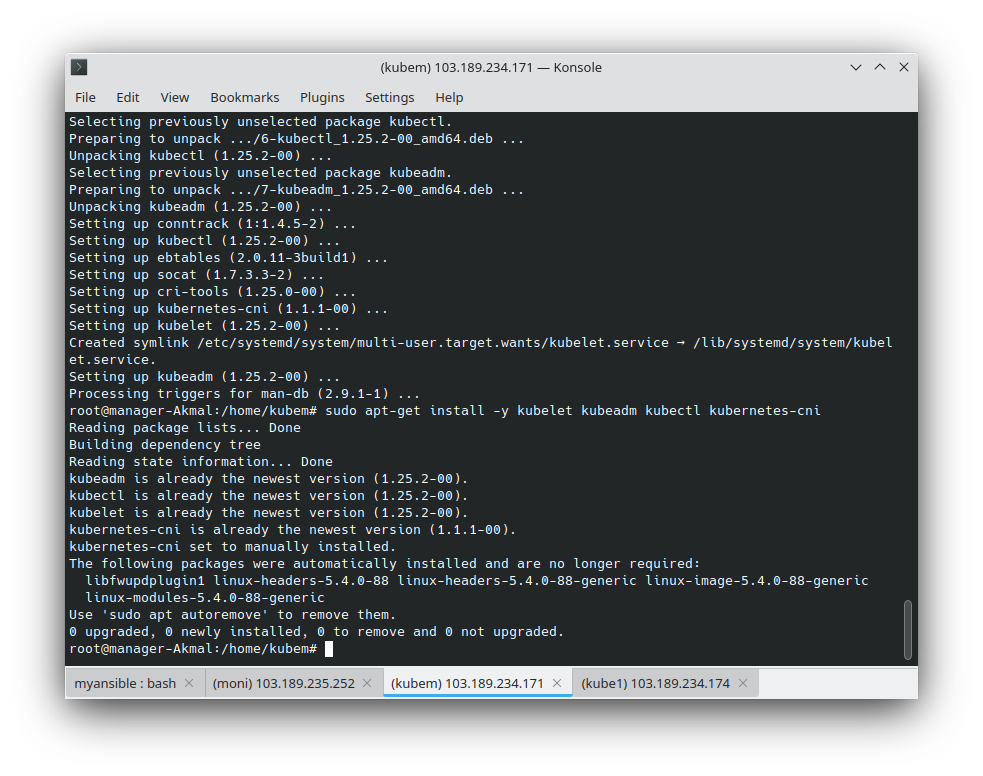 (kubem) 103.189.234.171 — Konsole
File Edit View Bookmarks Plugins Settings Help
Selecting previously unselected package kubectl.
Preparing to unpack .../6-kubectl_1.25.2-00_amd64.deb ...
Unpacking kubectl (1.25.2-00) ...
Selecting previously unselected package kubeadm.
Preparing to unpack .../7-kubeadm_1.25.2-00_amd64.deb ...
Unpacking kubeadm (1.25.2-00) ...
Setting up conntrack (1:1.4.5-2) ...
Setting up kubectl (1.25.2-00) ...
Setting up ebtables (2.0.11-3build1) ...
Setting up socat (1.7.3.3-2) ...
Setting up cri-tools (1.25.0-00) ...
Setting up kubernetes-cni (1.1.1-00) ...
Setting up kubelet (1.25.2-00) ...
Created symlink /etc/systemd/system/multi-user.target.wants/kubelet.service → /lib/systemd/system/kubel
et.service.
Setting up kubeadm (1.25.2-00) ...
Processing triggers for man-db (2.9.1-1) ...
root@manager-Akmal:/home/kubem# sudo apt-get install -y kubelet kubeadm kubectl kubernetes-cni
Reading package lists... Done
Building dependency tree
Reading state information... Done
kubeadm is already the newest version (1.25.2-00).
kubectl is already the newest version (1.25.2-00).
kubelet is already the newest version (1.25.2-00).
kubernetes-cni is already the newest version (1.1.1-00).
kubernetes-cni set to manually installed.
The following packages were automatically installed and are no longer required:
  libfwupdplugin1 linux-headers-5.4.0-88 linux-headers-5.4.0-88-generic linux-image-5.4.0-88-generic
  linux-modules-5.4.0-88-generic
Use 'sudo apt autoremove' to remove them.
0 upgraded, 0 newly installed, 0 to remove and 0 not upgraded.
root@manager-Akmal:/home/kubem#
myansible : bash (moni) 103.189.235.252 (kubem) 103.189.234.171 (kube1) 103.189.234.174